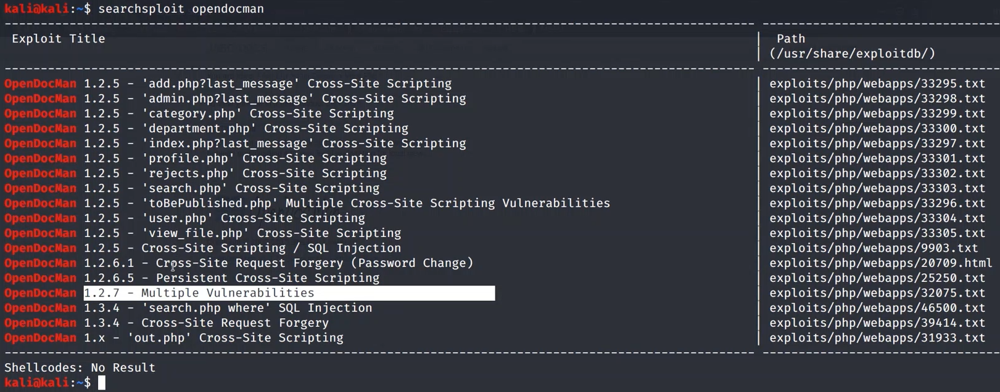 kali@kali:~$ searchsploit opendocman
---------------------------------------------------------------------------------------------------------- ---------------------------------
Exploit Title | Path
| (/usr/share/exploitdb/)
---------------------------------------------------------------------------------------------------------- ---------------------------------
OpenDocMan 1.2.5 - 'add.php?last_message' Cross-Site Scripting | exploits/php/webapps/33295.txt
OpenDocMan 1.2.5 - 'admin.php?last_message' Cross-Site Scripting | exploits/php/webapps/33298.txt
OpenDocMan 1.2.5 - 'category.php' Cross-Site Scripting | exploits/php/webapps/33299.txt
OpenDocMan 1.2.5 - 'department.php' Cross-Site Scripting | exploits/php/webapps/33300.txt
OpenDocMan 1.2.5 - 'index.php?last_message' Cross-Site Scripting | exploits/php/webapps/33297.txt
OpenDocMan 1.2.5 - 'profile.php' Cross-Site Scripting | exploits/php/webapps/33301.txt
OpenDocMan 1.2.5 - 'rejects.php' Cross-Site Scripting | exploits/php/webapps/33302.txt
OpenDocMan 1.2.5 - 'search.php' Cross-Site Scripting | exploits/php/webapps/33303.txt
OpenDocMan 1.2.5 - 'toBePublished.php' Multiple Cross-Site Scripting Vulnerabilities | exploits/php/webapps/33296.txt
OpenDocMan 1.2.5 - 'user.php' Cross-Site Scripting | exploits/php/webapps/33304.txt
OpenDocMan 1.2.5 - 'view_file.php' Cross-Site Scripting | exploits/php/webapps/33305.txt
OpenDocMan 1.2.5 - Cross-Site Scripting / SQL Injection | exploits/php/webapps/9903.txt
OpenDocMan 1.2.6.1 - Cross-Site Request Forgery (Password Change) | exploits/php/webapps/20709.html
OpenDocMan 1.2.6.5 - Persistent Cross-Site Scripting | exploits/php/webapps/25250.txt
OpenDocMan 1.2.7 - Multiple Vulnerabilities | exploits/php/webapps/32075.txt
OpenDocMan 1.3.4 - 'search.php where' SQL Injection | exploits/php/webapps/46500.txt
OpenDocMan 1.3.4 - Cross-Site Request Forgery | exploits/php/webapps/39414.txt
OpenDocMan 1.x - 'out.php' Cross-Site Scripting | exploits/php/webapps/31933.txt
---------------------------------------------------------------------------------------------------------- ---------------------------------
Shellcodes: No Result
kali@kali:~$